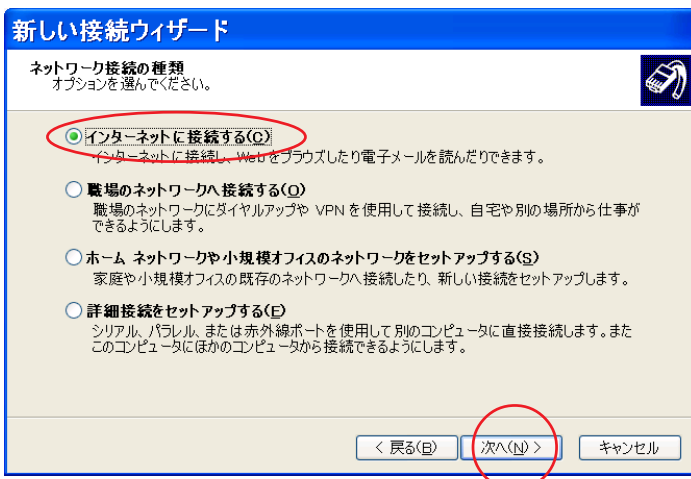 新しい接続ウィザード
ネットワーク接続の種類
オプションを選んでください。
インターネットに接続する(C)
インターネットに接続し、Webをブラウズしたり電子メールを読んだりできます。
職場のネットワークへ接続する(O)
職場のネットワークにダイヤルアップや VPN を使用して接続し、自宅や別の場所から仕事が
できるようにします。
ホーム ネットワークや小規模オフィスのネットワークをセットアップする(S)
家庭や小規模オフィスの既存のネットワークへ接続したり、新しい接続をセットアップします。
詳細接続をセットアップする(E)
シリアル、パラレル、または赤外線ポートを使用して別のコンピュータに直接接続します。また
このコンピュータにほかのコンピュータから接続できるようにします。
< 戻る(B) 次へ(N) > キャンセル